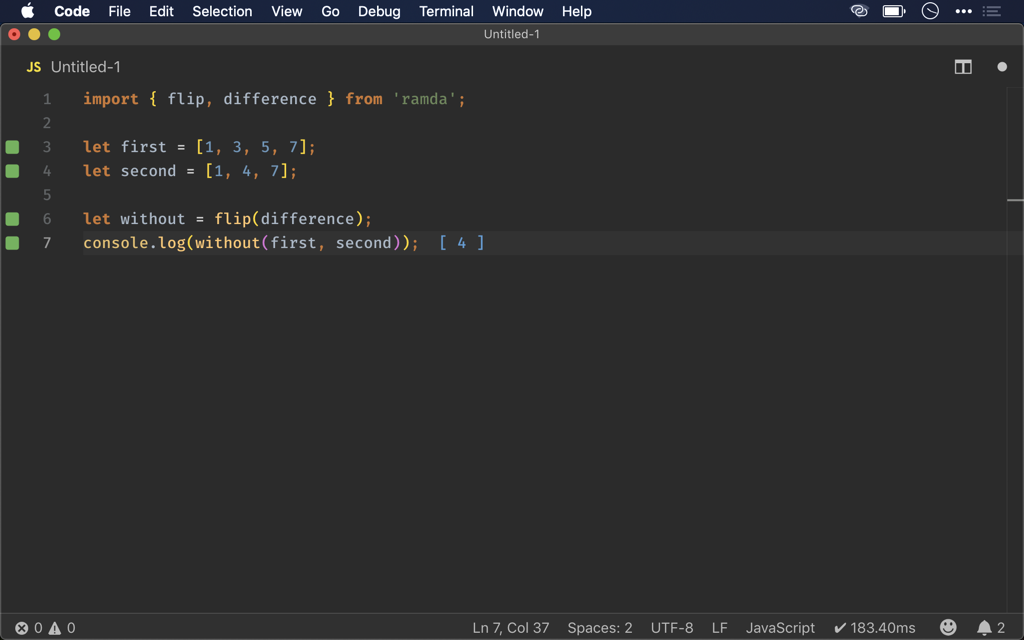 Code File Edit Selection View Go Debug Terminal Window Help
Untitled-1
JS Untitled-1
1 import { flip, difference } from 'ramda';
2
3 let first = [1, 3, 5, 7];
4 let second = [1, 4, 7];
5
6 let without = flip(difference);
7 console.log(without(first, second)); [ 4 ]
0 0 Ln 7, Col 37 Spaces: 2 UTF-8 LF JavaScript ✔ 183.40ms 2